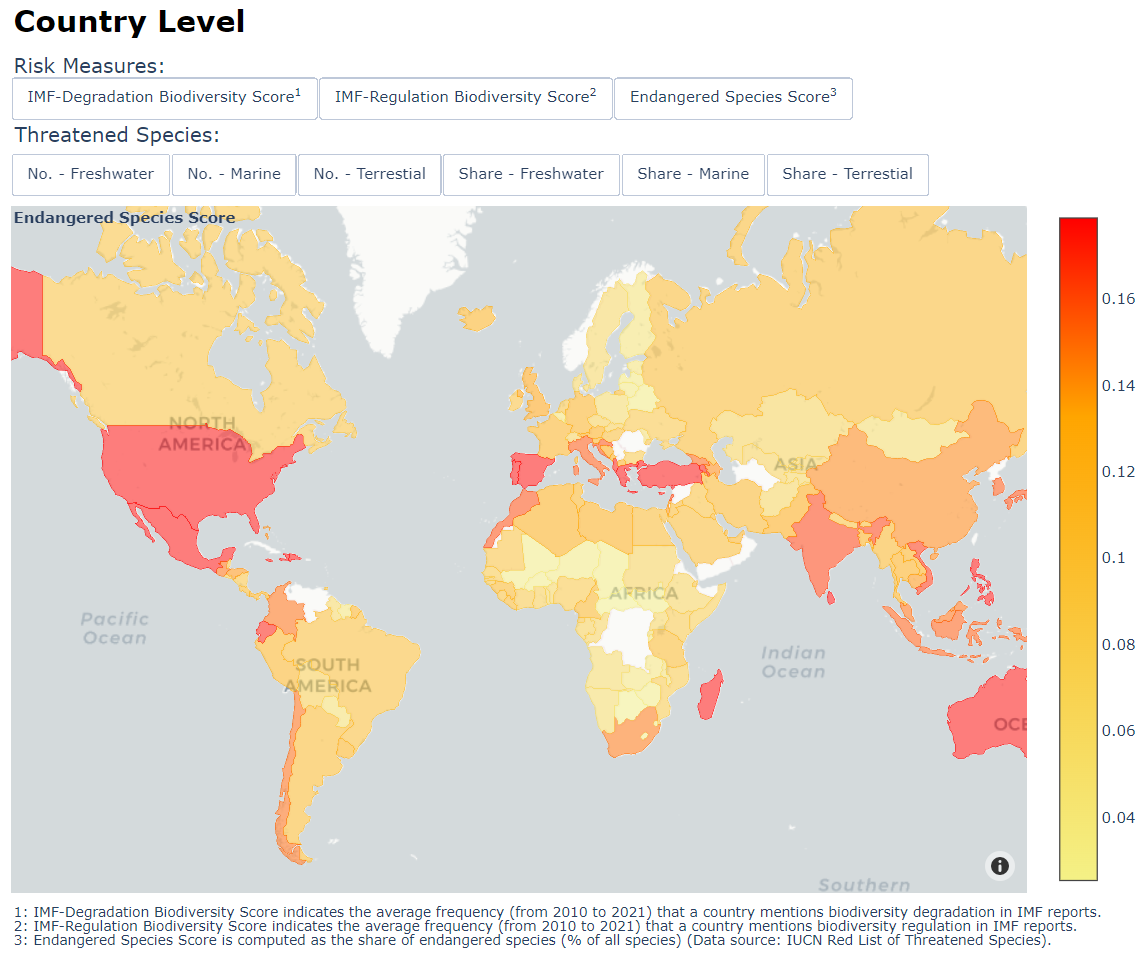 Country Level
Risk Measures:
IMF-Degradation Biodiversity Score1 IMF-Regulation Biodiversity Score2 Endangered Species Score3
Threatened Species:
No. - Freshwater No. - Marine No. - Terrestial Share - Freshwater Share - Marine Share - Terrestial
Endangered Species Score
0.16
0.14
NORTH
AMERICA
ASIA
0.12
0.1
AFRICA
Pacific
Ocean
Indian
Ocean
0.08
SOUTH
AMERICA
OCE
0.06
0.04
Southern
1: IMF-Degradation Biodiversity Score indicates the average frequency (from 2010 to 2021) that a country mentions biodiversity degradation in IMF reports.
2: IMF-Regulation Biodiversity Score indicates the average frequency (from 2010 to 2021) that a country mentions biodiversity regulation in IMF reports.
3: Endangered Species Score is computed as the share of endangered species (% of all species) (Data source: IUCN Red List of Threatened Species).